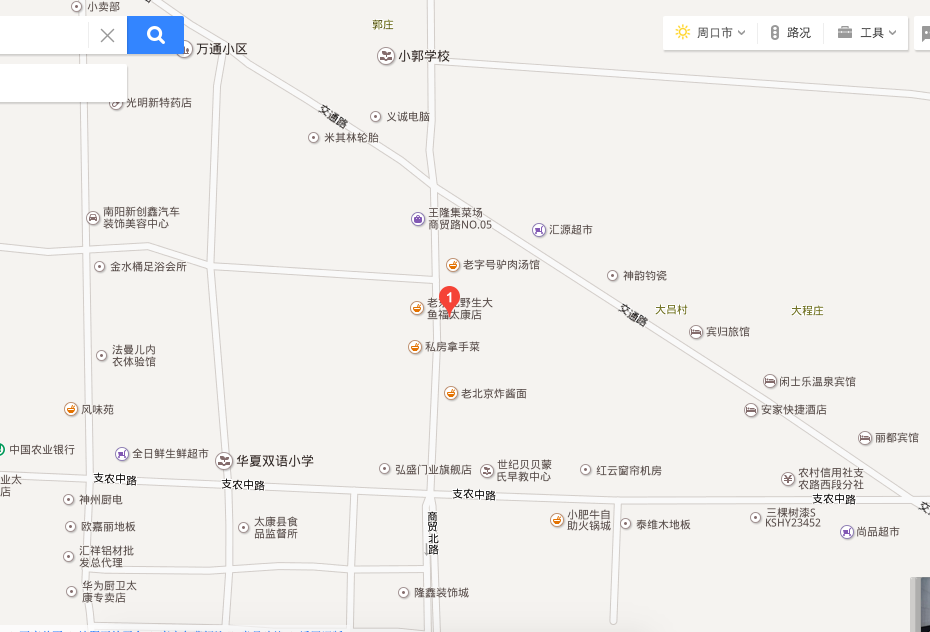 小卖部
郭庄
周口市
路况
工具
万通小区
小郭学校
光明新特药店
交通路
义诚电脑
米其林轮胎
南阳新创鑫汽车
装饰美容中心
王隆集菜场
商贸路NO.05
汇源超市
金水桶足浴会所
老字号驴肉汤馆
神韵钧瓷
1
野生大
鱼福太康店
交通路
大吕村
大程庄
宾归旅馆
法曼儿内
衣体验馆
私房拿手菜
闲士乐温泉宾馆
老北京炸酱面
风味苑
安家快捷酒店
丽都宾馆
中国农业银行
全日鲜生鲜超市
华夏双语小学
弘盛门业旗舰店
世纪贝贝蒙
氏早教中心
红云窗帘机房
农村信用社支
农路西段分社
业太
店
支农中路
支农中路
支农中路
支农中路
神州厨电
欧嘉丽地板
太康县食
品监督所
商贸北路
小肥牛自
助火锅城
泰维木地板
三棵树漆S
KSHY23452
尚品超市
汇祥铝材批
发总代理
华为厨卫太
康专卖店
隆鑫装饰城